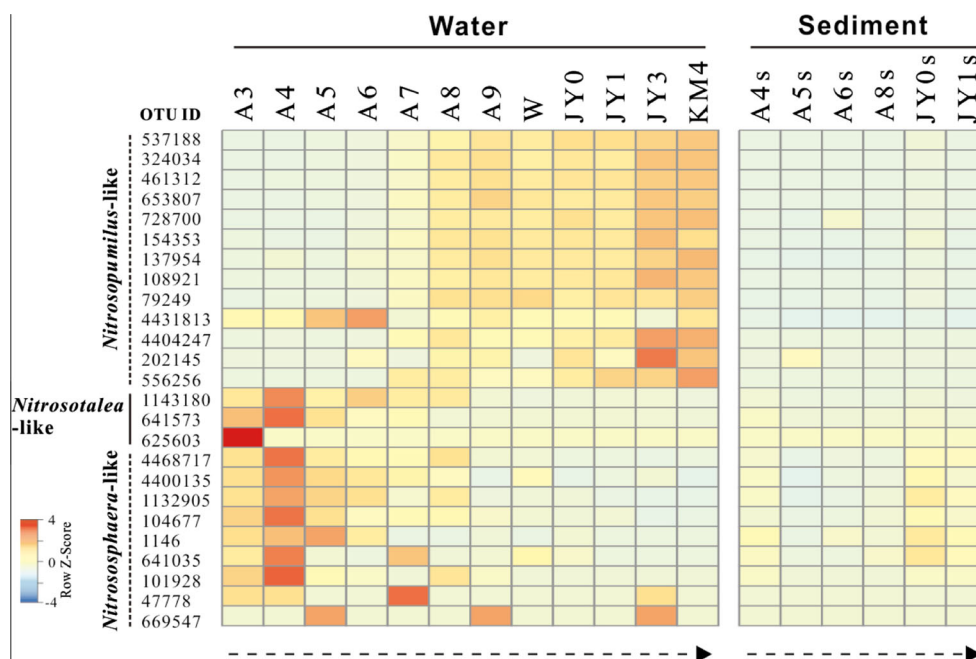 Water
Sediment
A3 A4 A5 A6 A7 A8 A9 W JY0 JY1 JY3 KM4
A4s A5s A6s A8s JY0s JY1s
OTU ID
537188
324034
461312
653807
728700
154353
137954
108921
79249
4431813
4404247
202145
556256
1143180
641573
625603
4468717
4400135
1132905
104677
1146
641035
101928
47778
669547
Nitrosopumilus-like
Nitrosotalea
-like
Nitrososphaera-like
4
0
-4
Row Z-Score